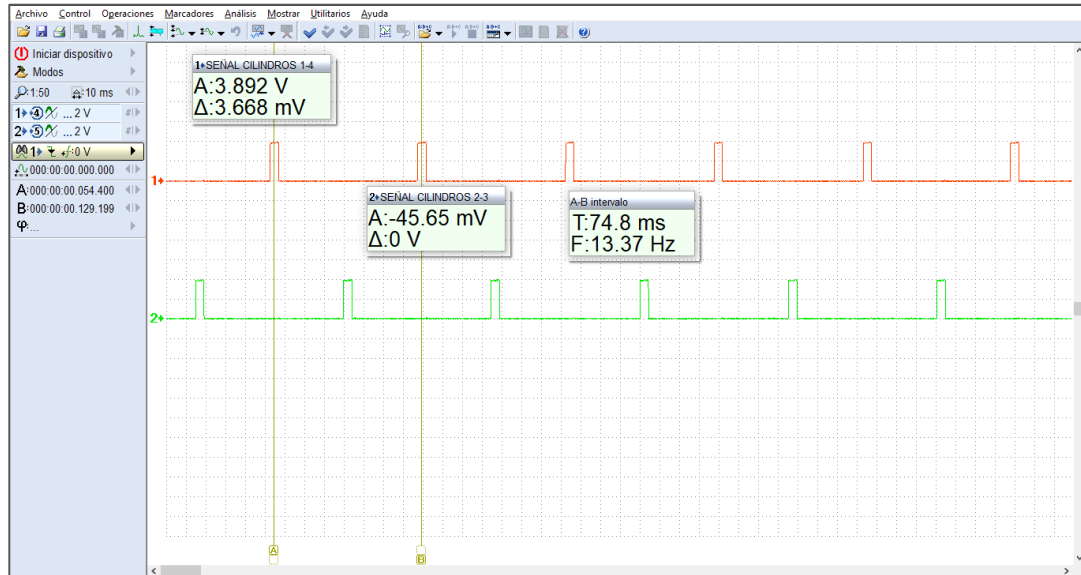 Archivo Control Operaciones Marcadores Análisis Mostrar Utilitarios Ayuda
Iniciar dispositivo
Modos
1:50 10 ms
1 4 ... 2 V
2 5 ... 2 V
1 0 V
000:00:00.000.000
A:000:00:00.054.400
B:000:00:00.129.199
φ:...
1 SEÑAL CILINDROS 1-4
A:3.892 V
Δ:3.668 mV
1
2 SEÑAL CILINDROS 2-3
A:-45.65 mV
Δ:0 V
A-B intervalo
T:74.8 ms
F:13.37 Hz
2
A
B